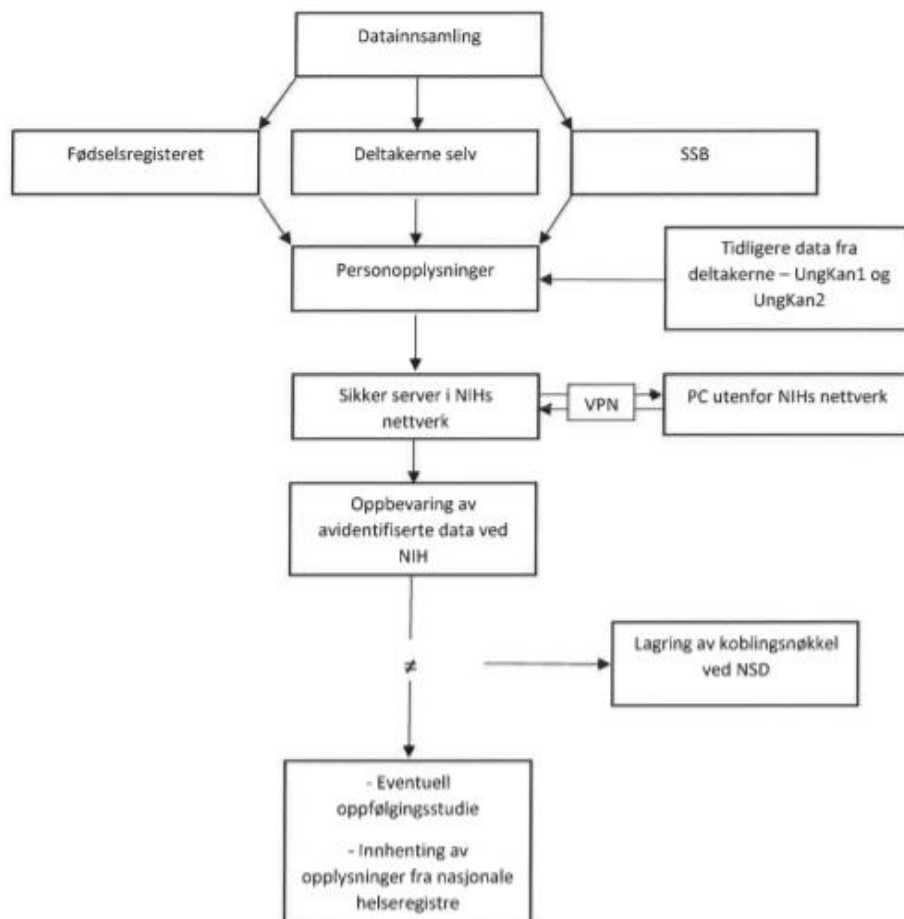 Datainnsamling
Fødselsregisteret
Deltakerne selv
SSB
Personopplysninger
Tidligere data fra
deltakerne – UngKan1 og
UngKan2
Sikker server i NIHs
nettverk
VPN
PC utenfor NIHs nettverk
Oppbevaring av
avidentifiserte data ved
NIH
Lagring av koblingsnøkkel
ved NSD
≠
- Eventuell
oppfølgingsstudie
- Innhenting av
opplysninger fra nasjonale
helseregistre